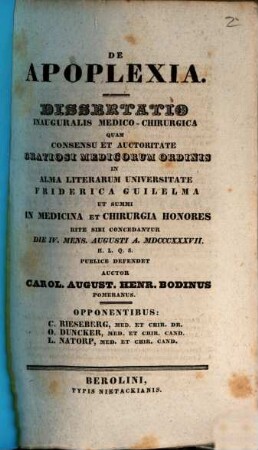 2
DE
APOPLEXIA.
DISSERTATIO
INAUGURALIS MEDICO-CHIRURGICA
QUAM
CONSENSU ET AUCTORITATE
GRATIOSI MEDICORUM ORDINIS
IN
ALMA LITERARUM UNIVERSITATE
FRIDERICA GUILELMA
UT SUMMI
IN MEDICINA ET CHIRURGIA HONORES
RITE SIBI CONCEDANTUR
DIE IV. MENS. AUGUSTI A. MDCCCXXXVII.
H. L. Q. S.
PUBLICE DEFENDET
AUCTOR
CAROL. AUGUST. HENR. BODINUS
POMERANUS.
OPPONENTIBUS:
C. RIESEBERG, MED. ET CHIR. DR.
O. DUNCKER, MED. ET CHIR. CAND.
L. NATORP, MED. ET CHIR. CAND.
BEROLINI,
TYPIS NIETACKIANIS.